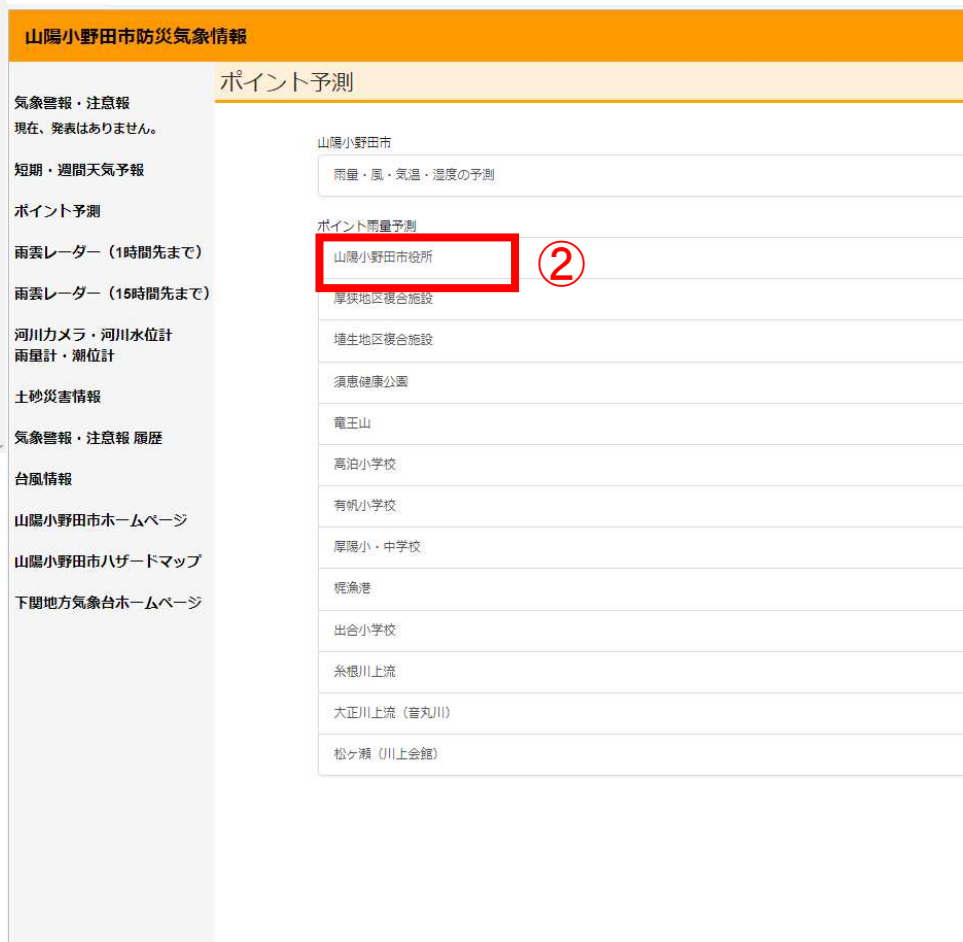 山陽小野田市防災気象情報
気象警報・注意報
現在、発表はありません。
短期・週間天気予報
ポイント予測
雨雲レーダー（1時間先まで）
雨雲レーダー（15時間先まで）
河川カメラ・河川水位計
雨量計・潮位計
土砂災害情報
気象警報・注意報 履歴
台風情報
山陽小野田市ホームページ
山陽小野田市ハザードマップ
下関地方気象台ホームページ
ポイント予測
山陽小野田市
雨量・風・気温・湿度の予測
ポイント雨量予測
山陽小野田市役所
②
厚狭地区複合施設
埴生地区複合施設
須恵健康公園
竜王山
高泊小学校
有帆小学校
厚陽小・中学校
梶漁港
出合小学校
糸根川上流
大正川上流（音丸川）
松ヶ瀬（川上会館）